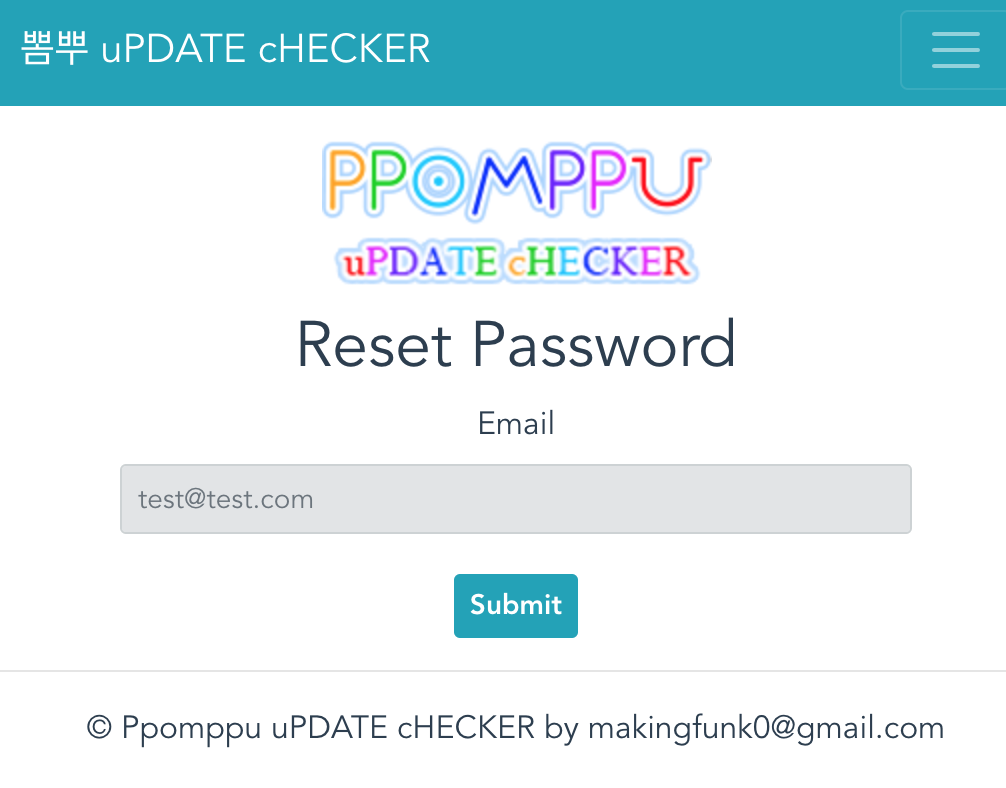 뽐뿌 uPDATE cHECKER
PPOMPPU
uPDATE cHECKER
Reset Password
Email
test@test.com
Submit
© Ppomppu uPDATE cHECKER by makingfunk0@gmail.com